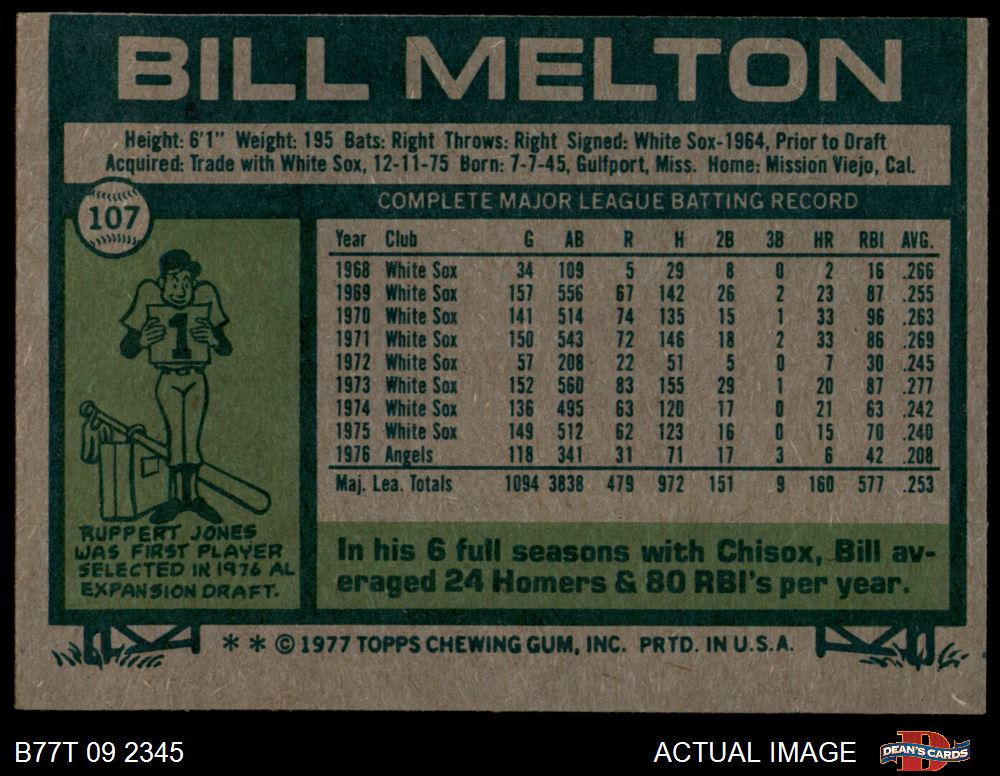 BILL MELTON
Height: 6'1" Weight: 195 Bats: Right Throws: Right Signed: White Sox-1964, Prior to Draft
Acquired: Trade with White Sox, 12-11-75 Born: 7-7-45, Gulfport, Miss. Home: Mission Viejo, Cal.
107
COMPLETE MAJOR LEAGUE BATTING RECORD
Year Club G AB R H 2B 3B HR RBI AVG.
1968 White Sox 34 109 5 29 8 0 2 16 .266
1969 White Sox 157 556 67 142 26 2 23 87 .255
1970 White Sox 141 514 74 135 15 1 33 96 .263
1971 White Sox 150 543 72 146 18 2 33 86 .269
1972 White Sox 57 208 22 51 5 0 7 30 .245
1973 White Sox 152 560 83 155 29 1 20 87 .277
1974 White Sox 136 495 63 120 17 0 21 63 .242
1975 White Sox 149 512 62 123 16 0 15 70 .240
1976 Angels 118 341 31 71 17 3 6 42 .208
Maj. Lea. Totals 1094 3838 479 972 151 9 160 577 .253
1
RUPPERT JONES
WAS FIRST PLAYER
SELECTED IN 1976 AL
EXPANSION DRAFT.
In his 6 full seasons with Chisox, Bill av-
eraged 24 Homers & 80 RBI's per year.
* * © 1977 TOPPS CHEWING GUM, INC. PRTD. IN U.S.A.
B77T 09 2345
ACTUAL IMAGE
DEAN'S CARDS